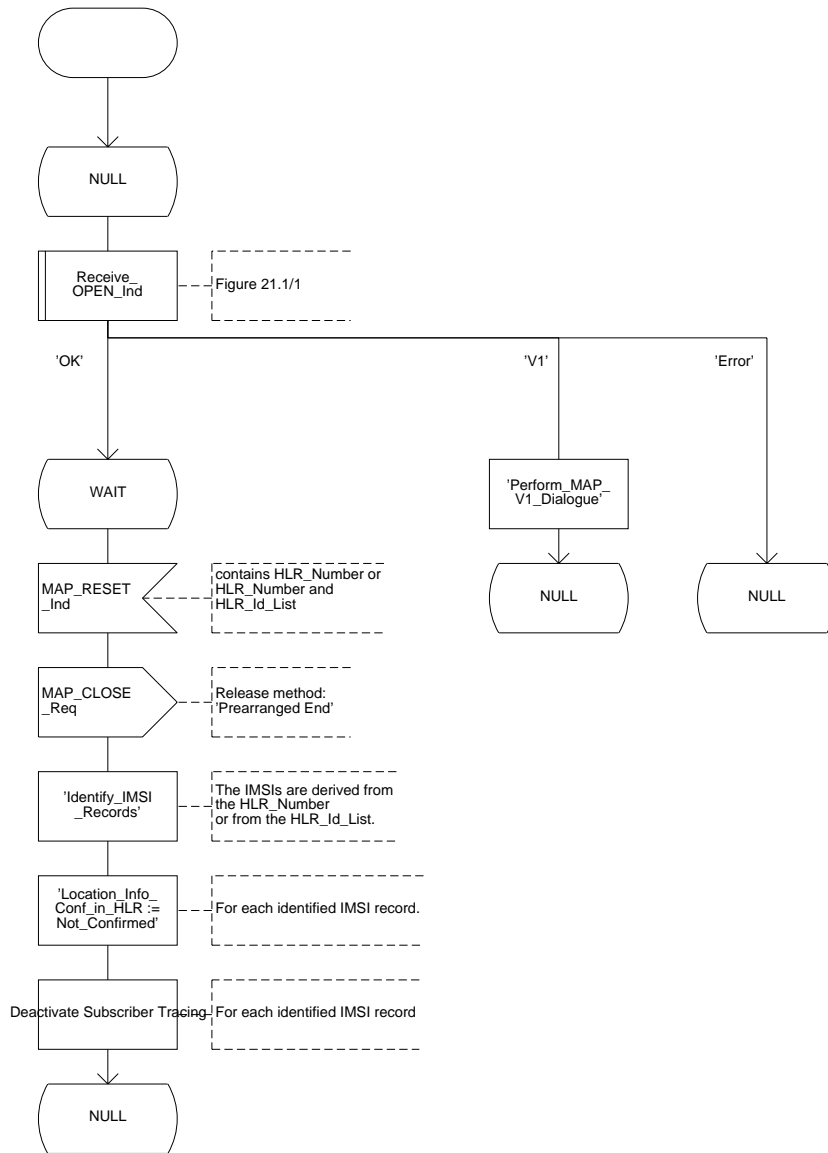 NULL
Receive_
OPEN_Ind
Figure 21.1/1
'OK'
'V1'
'Error'
WAIT
'Perform_MAP_
V1_Dialogue'
MAP_RESET
_Ind
contains HLR_Number or
HLR_Number and
HLR_Id_List
NULL
NULL
MAP_CLOSE
_Req
Release method:
'Prearranged End'
'Identify_IMSI
_Records'
The IMSIs are derived from
the HLR_Number
or from the HLR_Id_List.
'Location_Info_
Conf_in_HLR :=
Not_Confirmed'
For each identified IMSI record.
Deactivate Subscriber Tracing
For each identified IMSI record
NULL